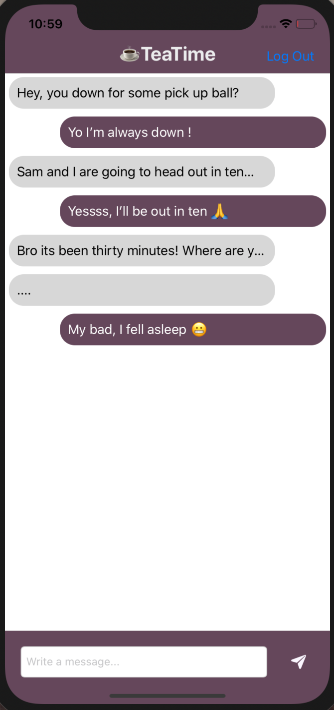 10:59
☕TeaTime
Log Out
Hey, you down for some pick up ball?
Yo I'm always down !
Sam and I are going to head out in ten...
Yessss, I'll be out in ten 🙏
Bro its been thirty minutes! Where are y...
....
My bad, I fell asleep 😬
Write a message...